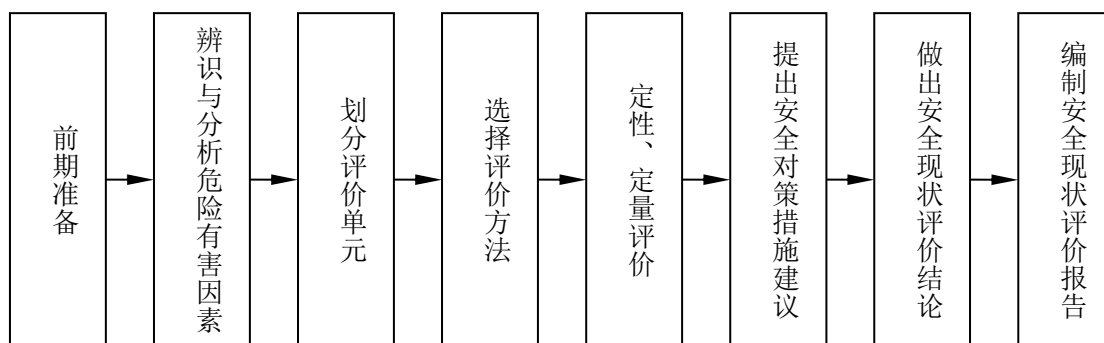 前期准备
辨识与分析危险有害因素
划分评价单元
选择评价方法
定性、定量评价
提出安全对策措施建议
做出安全现状评价结论
编制安全现状评价报告